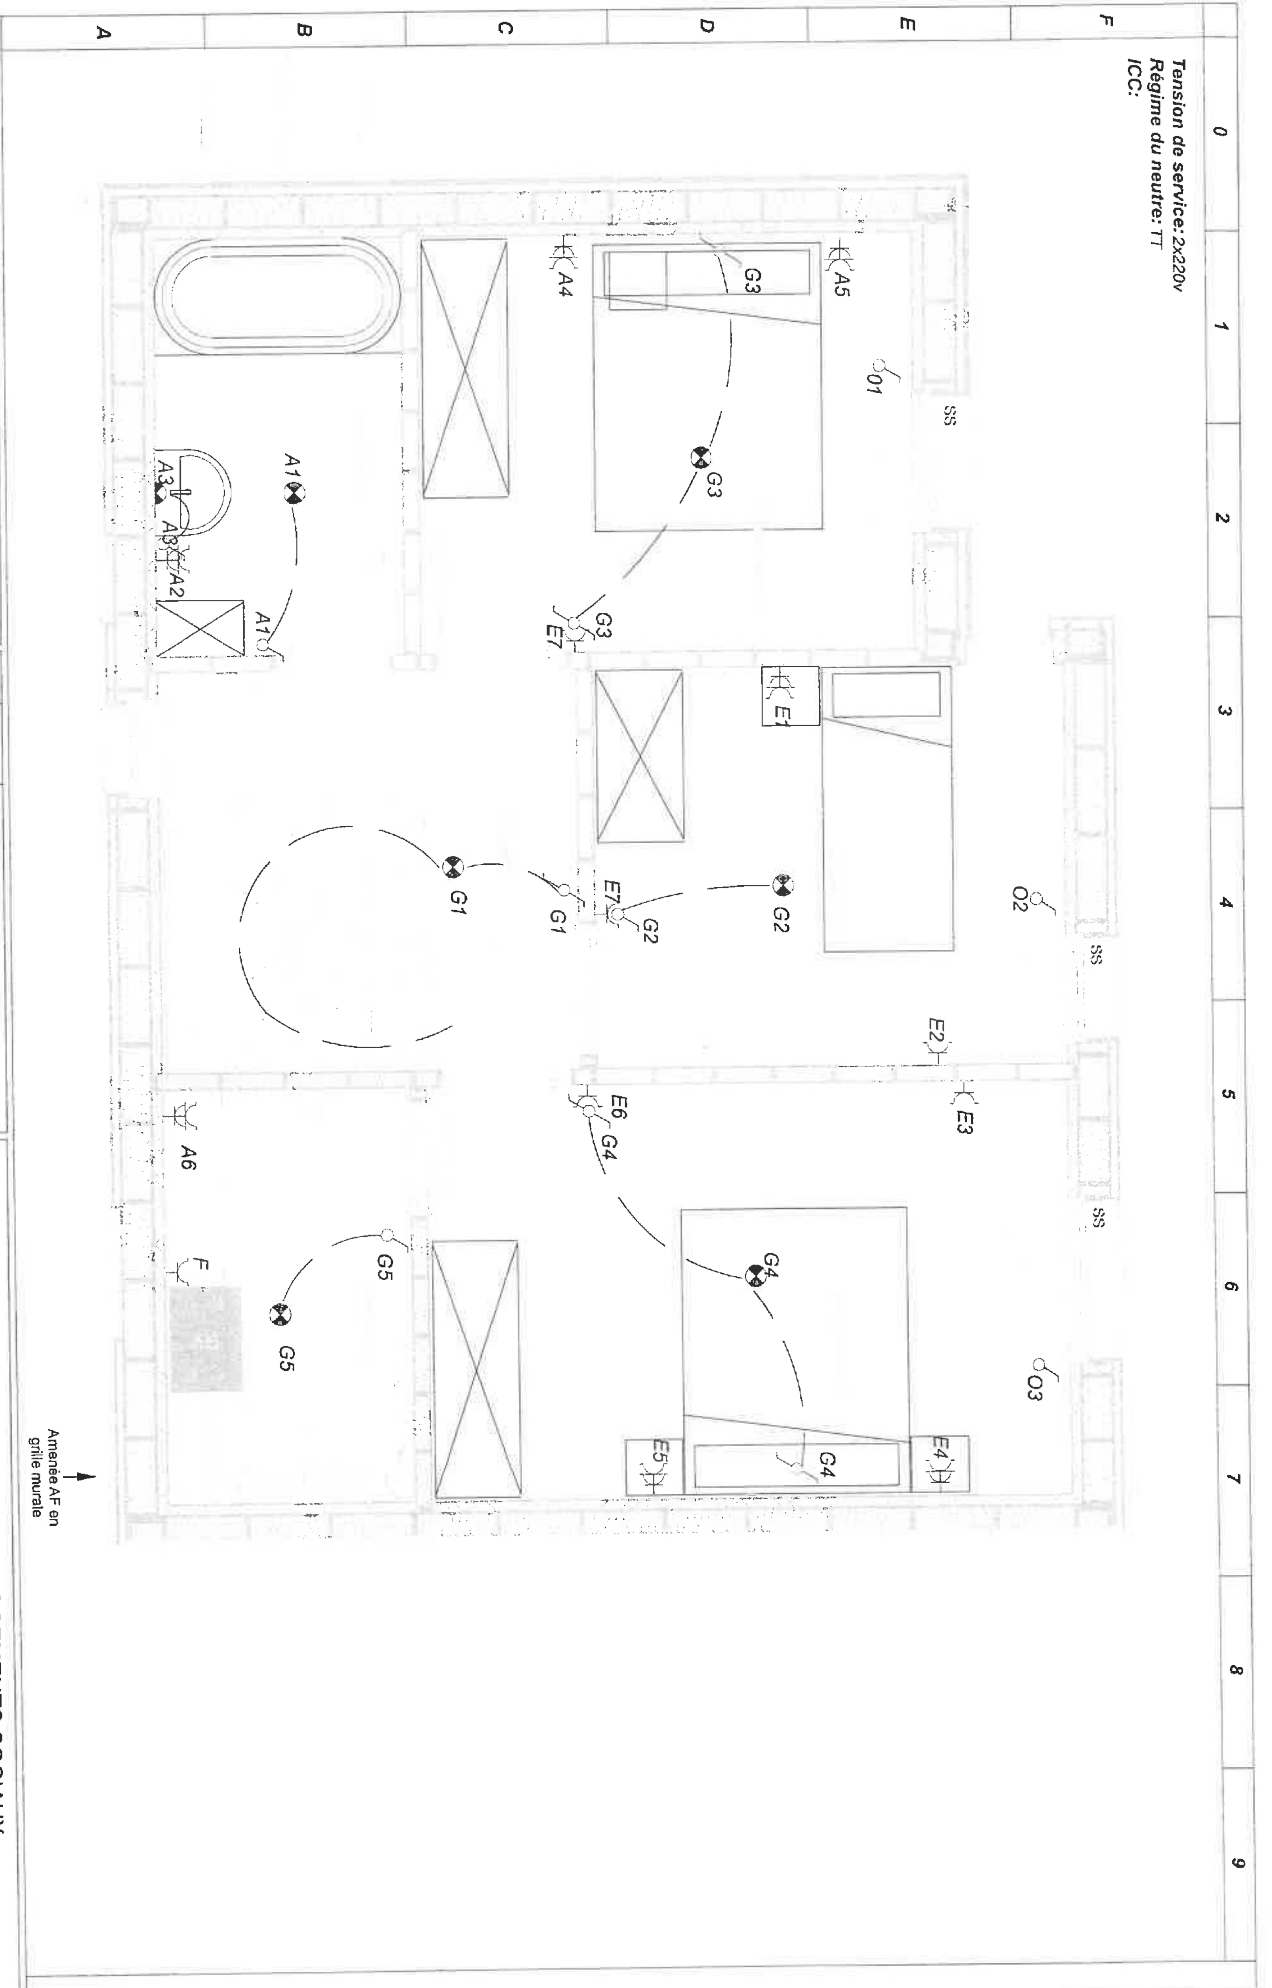 0
1
2
3
4
5
6
7
8
9
F
E
D
C
B
A
Tension de service: 2x220v
Régime du neutre: TT
ICC:
SS
O1
A5
G3
A4
G3
G3
E7
A1
A3
A3
A2
A1
SS
O2
E1
G2
E7
G2
G1
G1
E2
E3
SS
O3
E6
G4
G4
G4
E4
E5
A6
F
G5
G5
Amenée AF en
grille murale